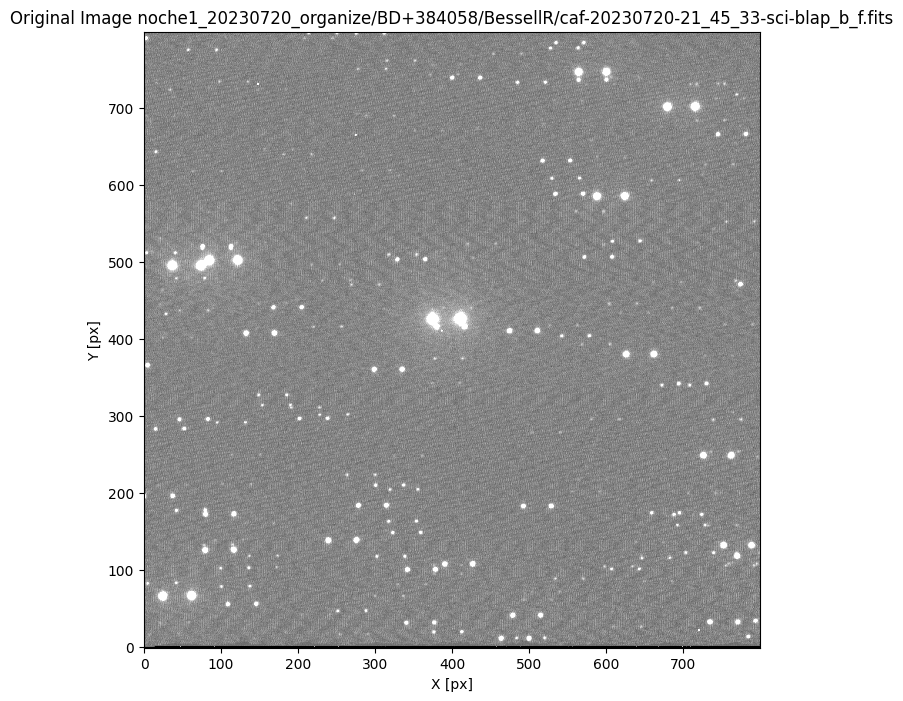 Original Image noche1_20230720_organize/BD+384058/BessellR/caf-20230720-21_45_33-sci-blap_b_f.fits
Y [px]
700
600
500
400
300
200
100
0
0 100 200 300 400 500 600 700
X [px]